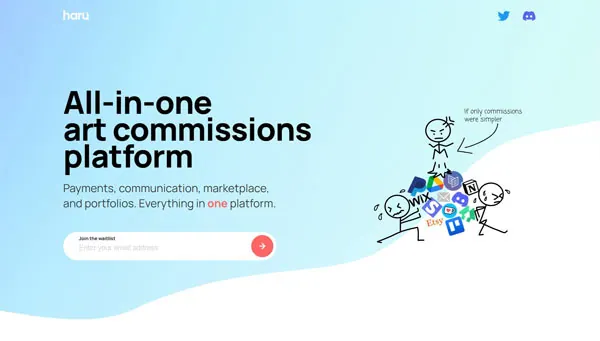 haru
All-in-one
art commissions
platform
Payments, communication, marketplace,
and portfolios. Everything in one platform.
Join the waitlist
Enter your email address
If only commissions
were simpler
WIX
Etsy